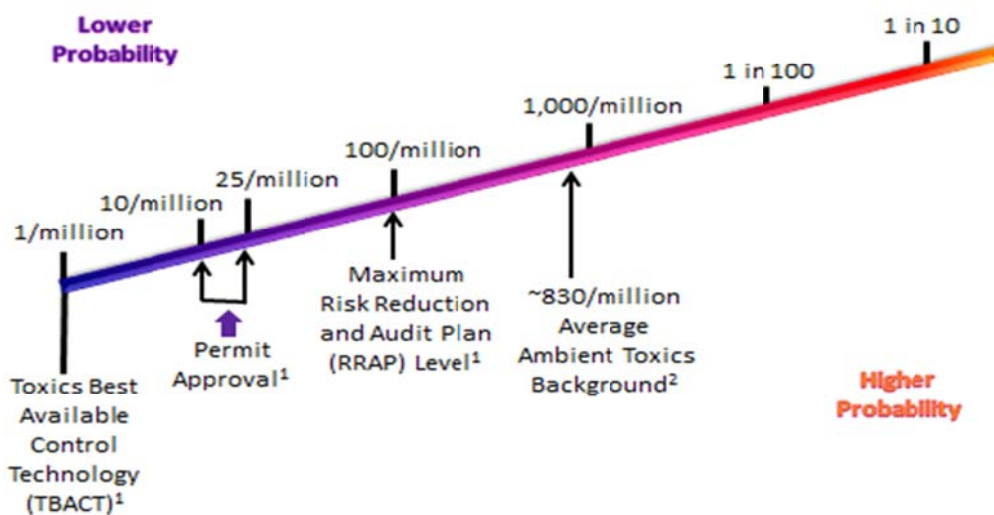 Lower
Probability
1 in 10
1 in 100
1,000/million
100/million
25/million
10/million
1/million
Toxics Best
Available
Control
Technology
(TBACT)¹
Permit
Approval¹
Maximum
Risk Reduction
and Audit Plan
(RRAP) Level¹
~830/million
Average
Ambient Toxics
Background²
Higher
Probability